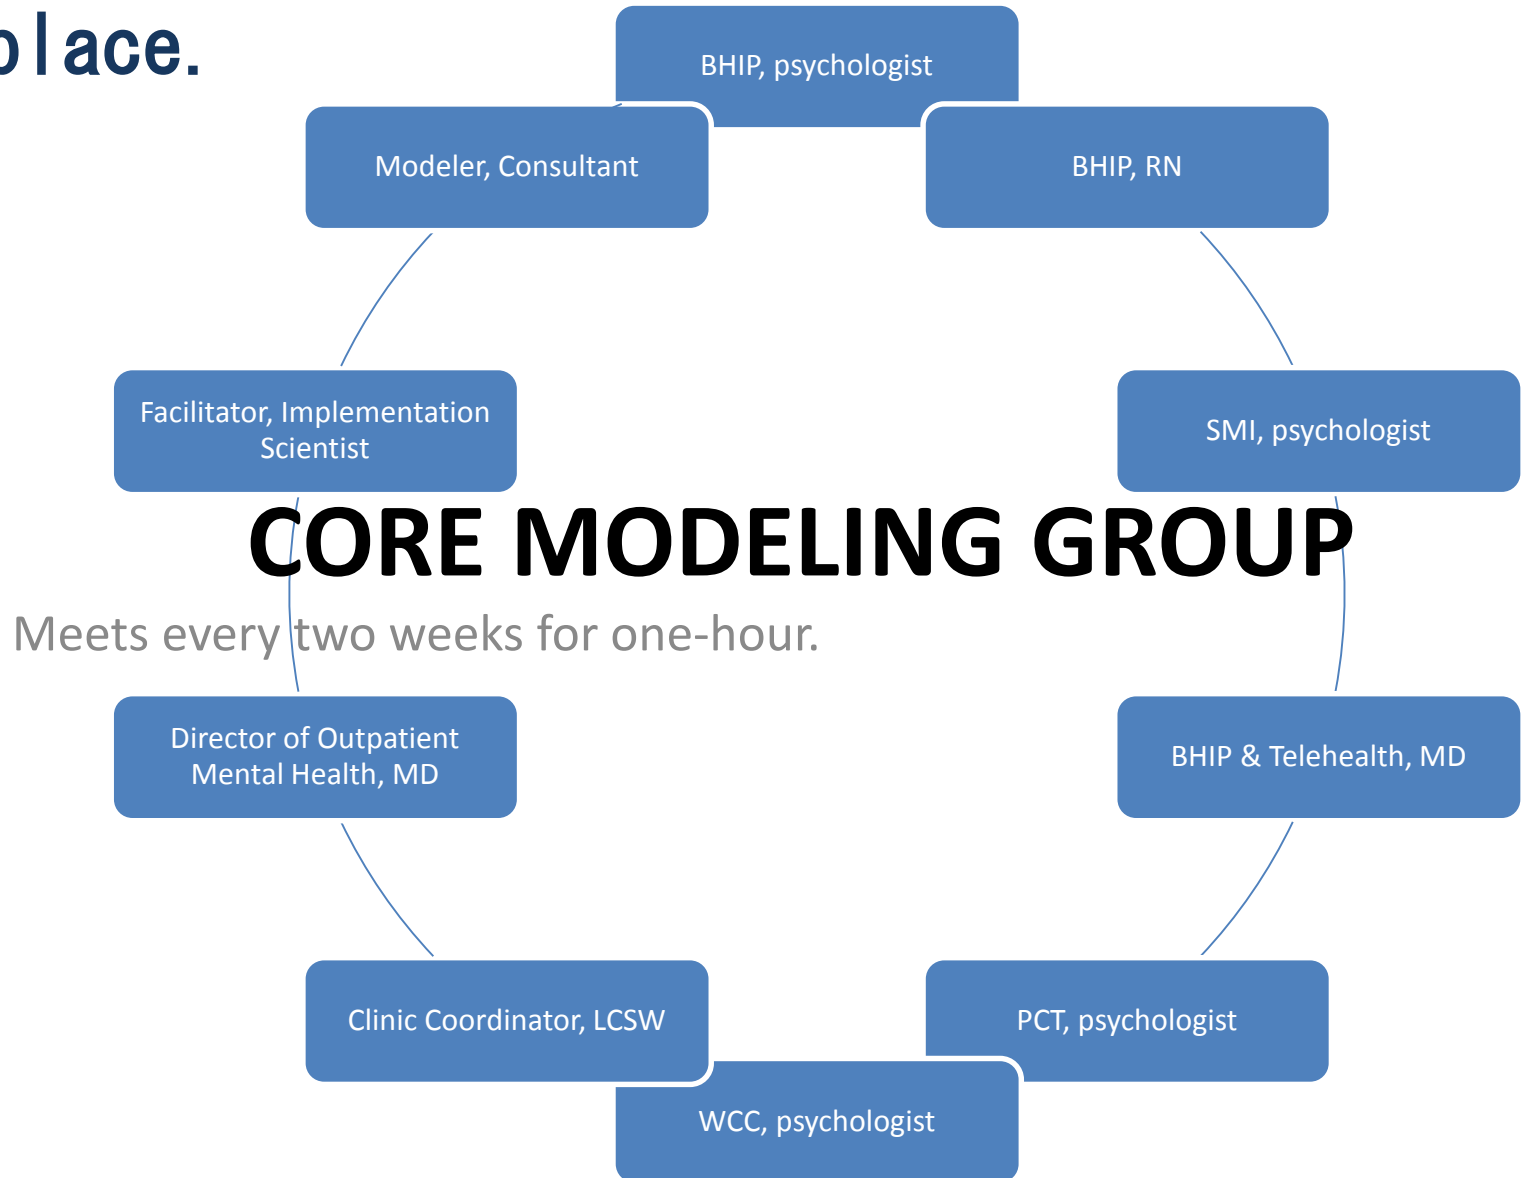 place.
BHIP, psychologist
Modeler, Consultant
BHIP, RN
Facilitator, Implementation
Scientist
SMI, psychologist
CORE MODELING GROUP
Meets every two weeks for one-hour.
Director of Outpatient
Mental Health, MD
BHIP & Telehealth, MD
Clinic Coordinator, LCSW
PCT, psychologist
WCC, psychologist